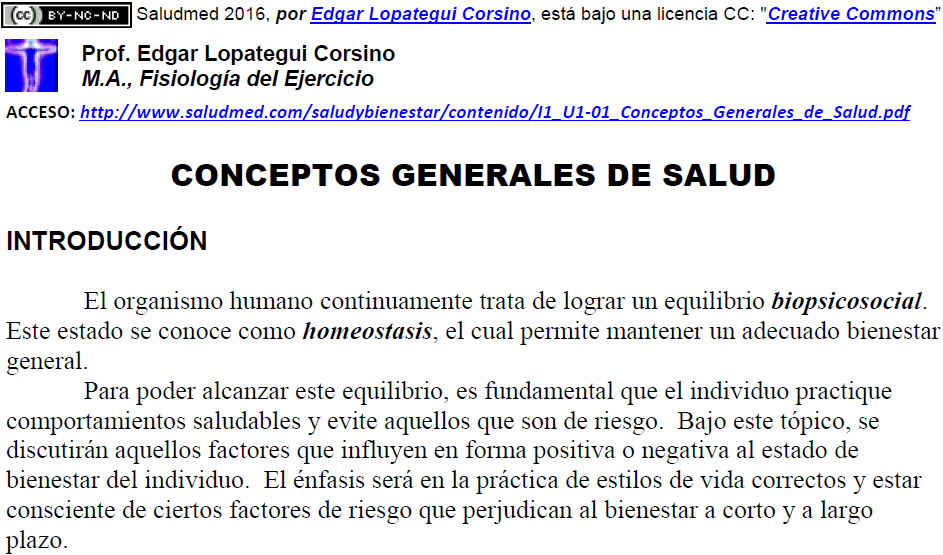 (cc) BY-NC-ND Saludmed 2016, por Edgar Lopategui Corsino, está bajo una licencia CC: "Creative Commons"
Prof. Edgar Lopategui Corsino
M.A., Fisiología del Ejercicio
ACCESO: http://www.saludmed.com/saludybienestar/contenido/I1_U1-01_Conceptos_Generales_de_Salud.pdf
CONCEPTOS GENERALES DE SALUD
INTRODUCCIÓN
El organismo humano continuamente trata de lograr un equilibrio biopsicosocial.
Este estado se conoce como homeostasis, el cual permite mantener un adecuado bienestar
general.
Para poder alcanzar este equilibrio, es fundamental que el individuo practique
comportamientos saludables y evite aquellos que son de riesgo.  Bajo este tópico, se
discutirán aquellos factores que influyen en forma positiva o negativa al estado de
bienestar del individuo.  El énfasis será en la práctica de estilos de vida correctos y estar
consciente de ciertos factores de riesgo que perjudican al bienestar a corto y a largo
plazo.